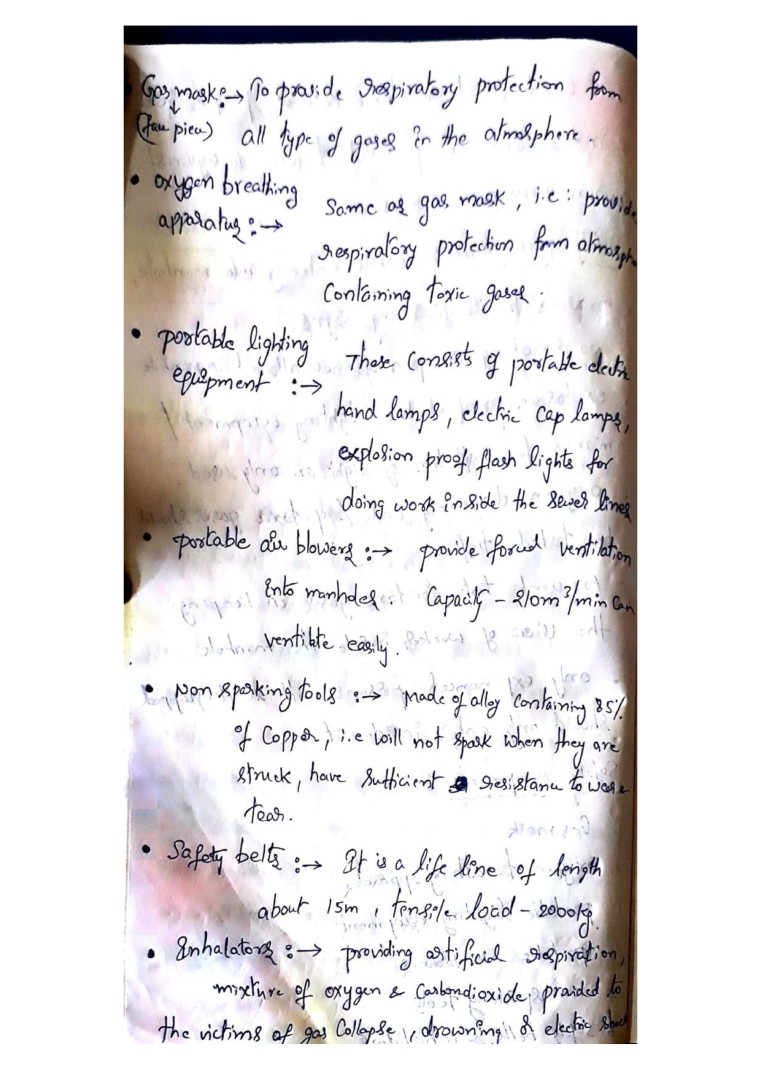 Gas mask :→ To provide respiratory protection from
(face piece) all type of gases in the atmosphere.
• oxygen breathing
apparatus :→ Same as gas mask, i.e : provide
respiratory protection from atmosph
Containing toxic gases.
• portable lighting
equipment :→ These Consists of portable electric
hand lamps, electric cap lamps,
explosion proof flash lights for
doing work inside the sewer lines
• portable air blowers :→ provide forced ventilation
into manholes. Capacity - 210m³/min can
ventilate easily.
• Non sparking tools :→ Made of alloy containing 85%
of Copper, i.e will not spark when they are
struck, have sufficient resistance to wear &
tear.
• Safety belts :→ It is a life line of length
about 15m, tensile load - 2000kg.
• Inhalators :→ providing artificial respiration,
mixture of oxygen & Carbondioxide, provided to
the victims of gas Collapse, drowning & electric shock